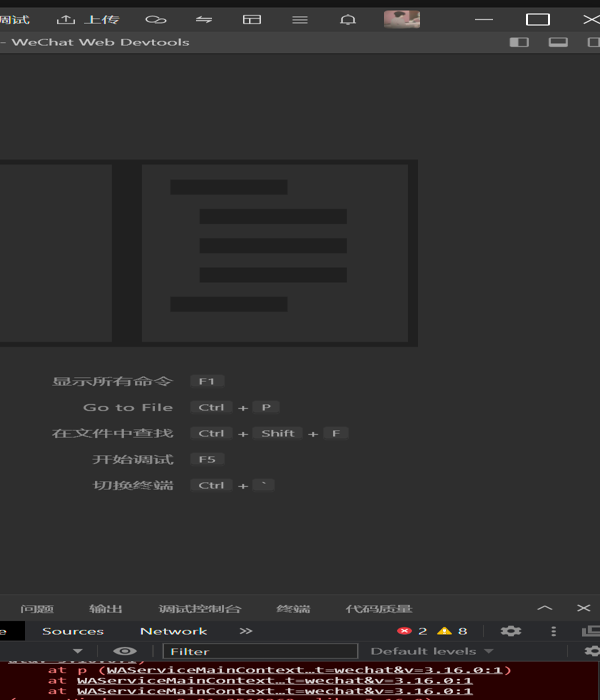 调试 上传
- WeChat Web Devtools
显示所有命令 F1
Go to File Ctrl + P
在文件中查找 Ctrl + Shift + F
开始调试 F5
切换终端 Ctrl + `
问题 输出 调试控制台 终端 代码质量
e Sources Network » 2 8
Filter Default levels
at p (WAServiceMainContext…t=wechat&v=3.16.0:1)
at WAServiceMainContext…t=wechat&v=3.16.0:1
at WAServiceMainContext…t=wechat&v=3.16.0:1